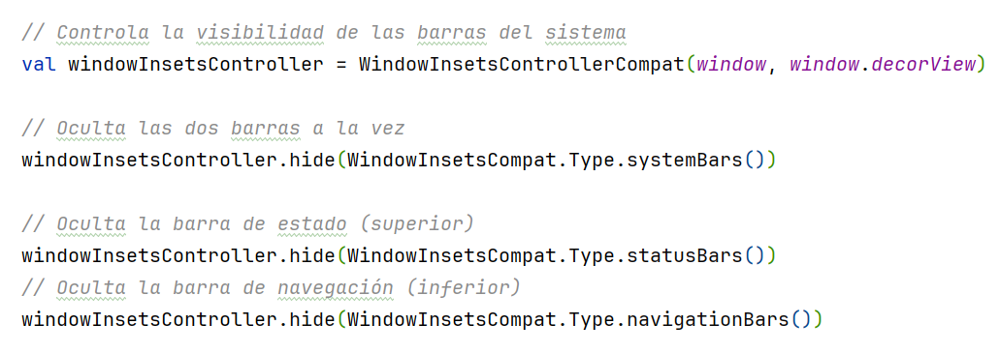 // Controla la visibilidad de las barras del sistema
val windowInsetsController = WindowInsetsControllerCompat(window, window.decorView)
// Oculta las dos barras a la vez
windowInsetsController.hide(WindowInsetsCompat.Type.systemBars())
// Oculta la barra de estado (superior)
windowInsetsController.hide(WindowInsetsCompat.Type.statusBars())
// Oculta la barra de navegación (inferior)
windowInsetsController.hide(WindowInsetsCompat.Type.navigationBars())